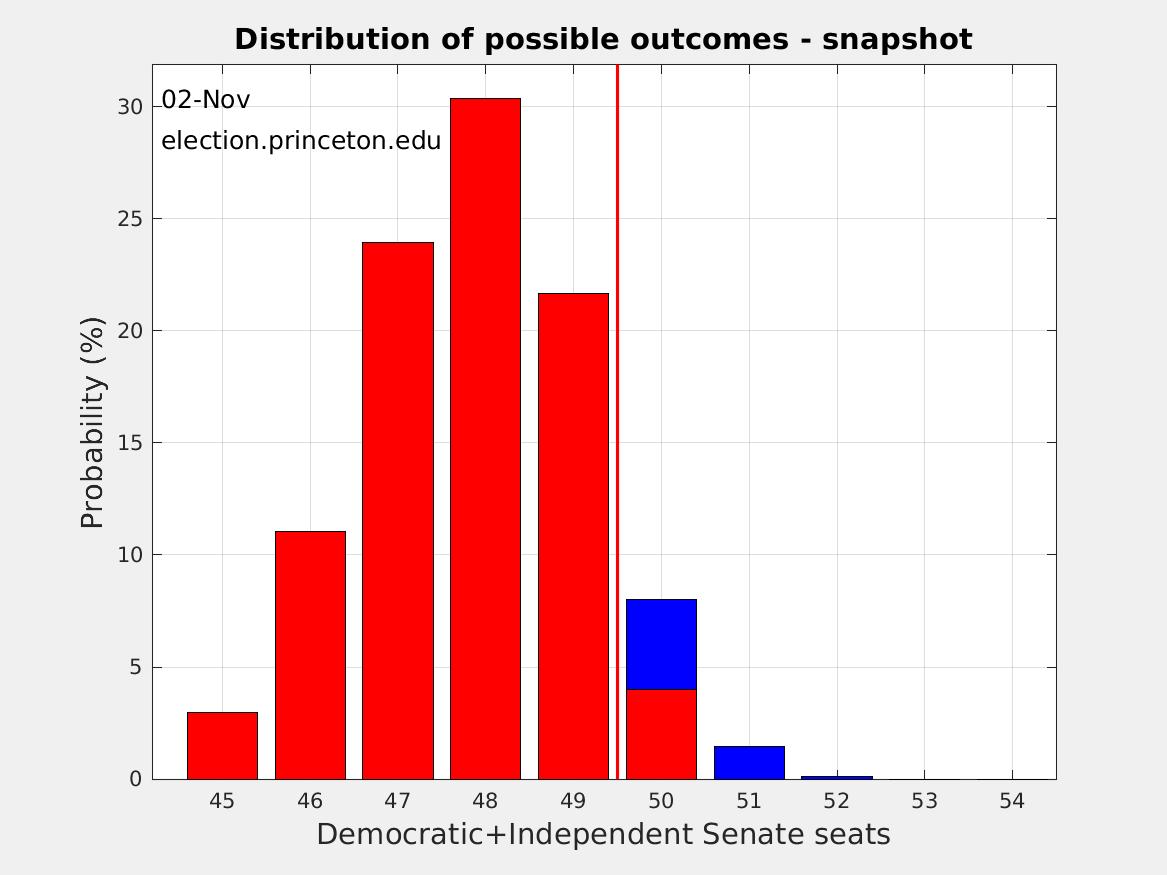 Distribution of possible outcomes - snapshot
02-Nov
election.princeton.edu
30
25
20
15
10
5
0
Probability (%)
45 46 47 48 49 50 51 52 53 54
Democratic+Independent Senate seats